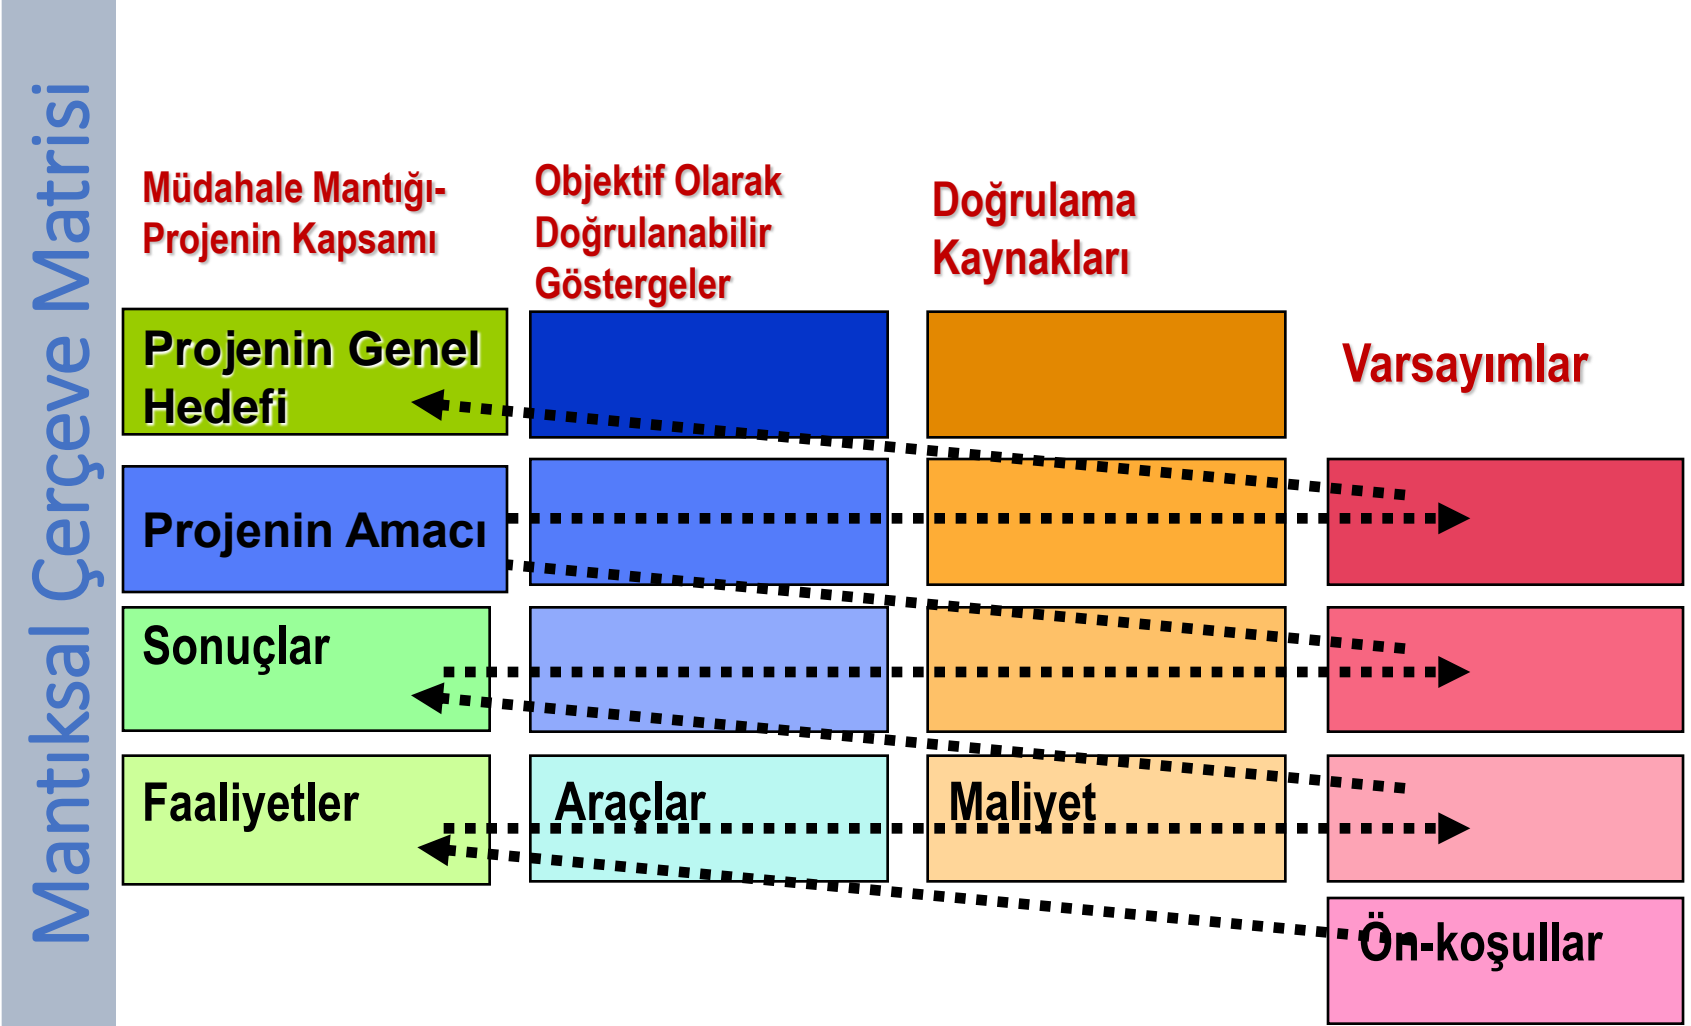 Mantıksal Çerçeve Matrisi
Müdahale Mantığı-
Projenin Kapsamı
Objektif Olarak
Doğrulanabilir
Göstergeler
Doğrulama
Kaynakları
Varsayımlar
Projenin Genel
Hedefi
Projenin Amacı
Sonuçlar
Faaliyetler
Araçlar
Maliyet
Ön-koşullar